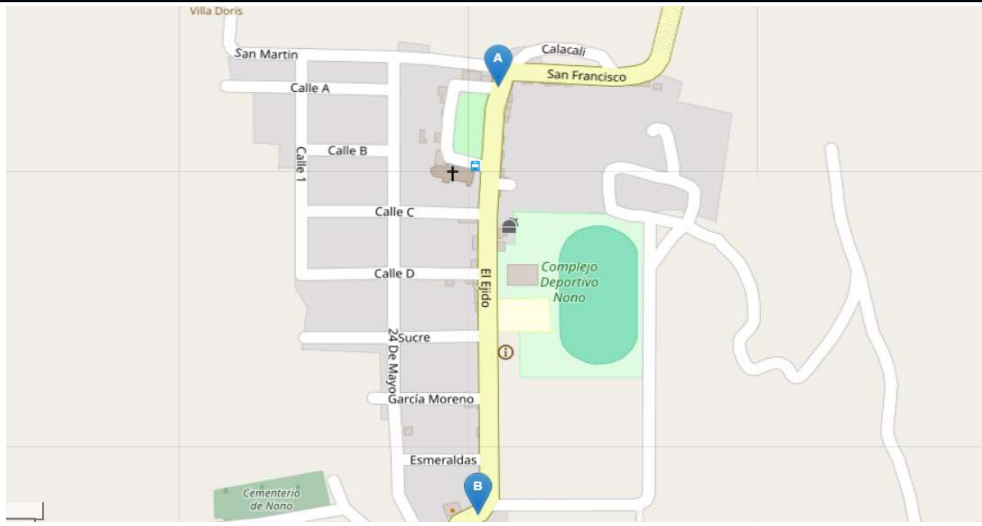 Villa Doris
San Martin
Calacali
A
San Francisco
Calle A
Calle B
Calle 1
Calle C
Calle D
El Ejido
Complejo
Deportivo
Nono
Sucre
24 De Mayo
García Moreno
Esmeraldas
Cementerio
de Nono
B